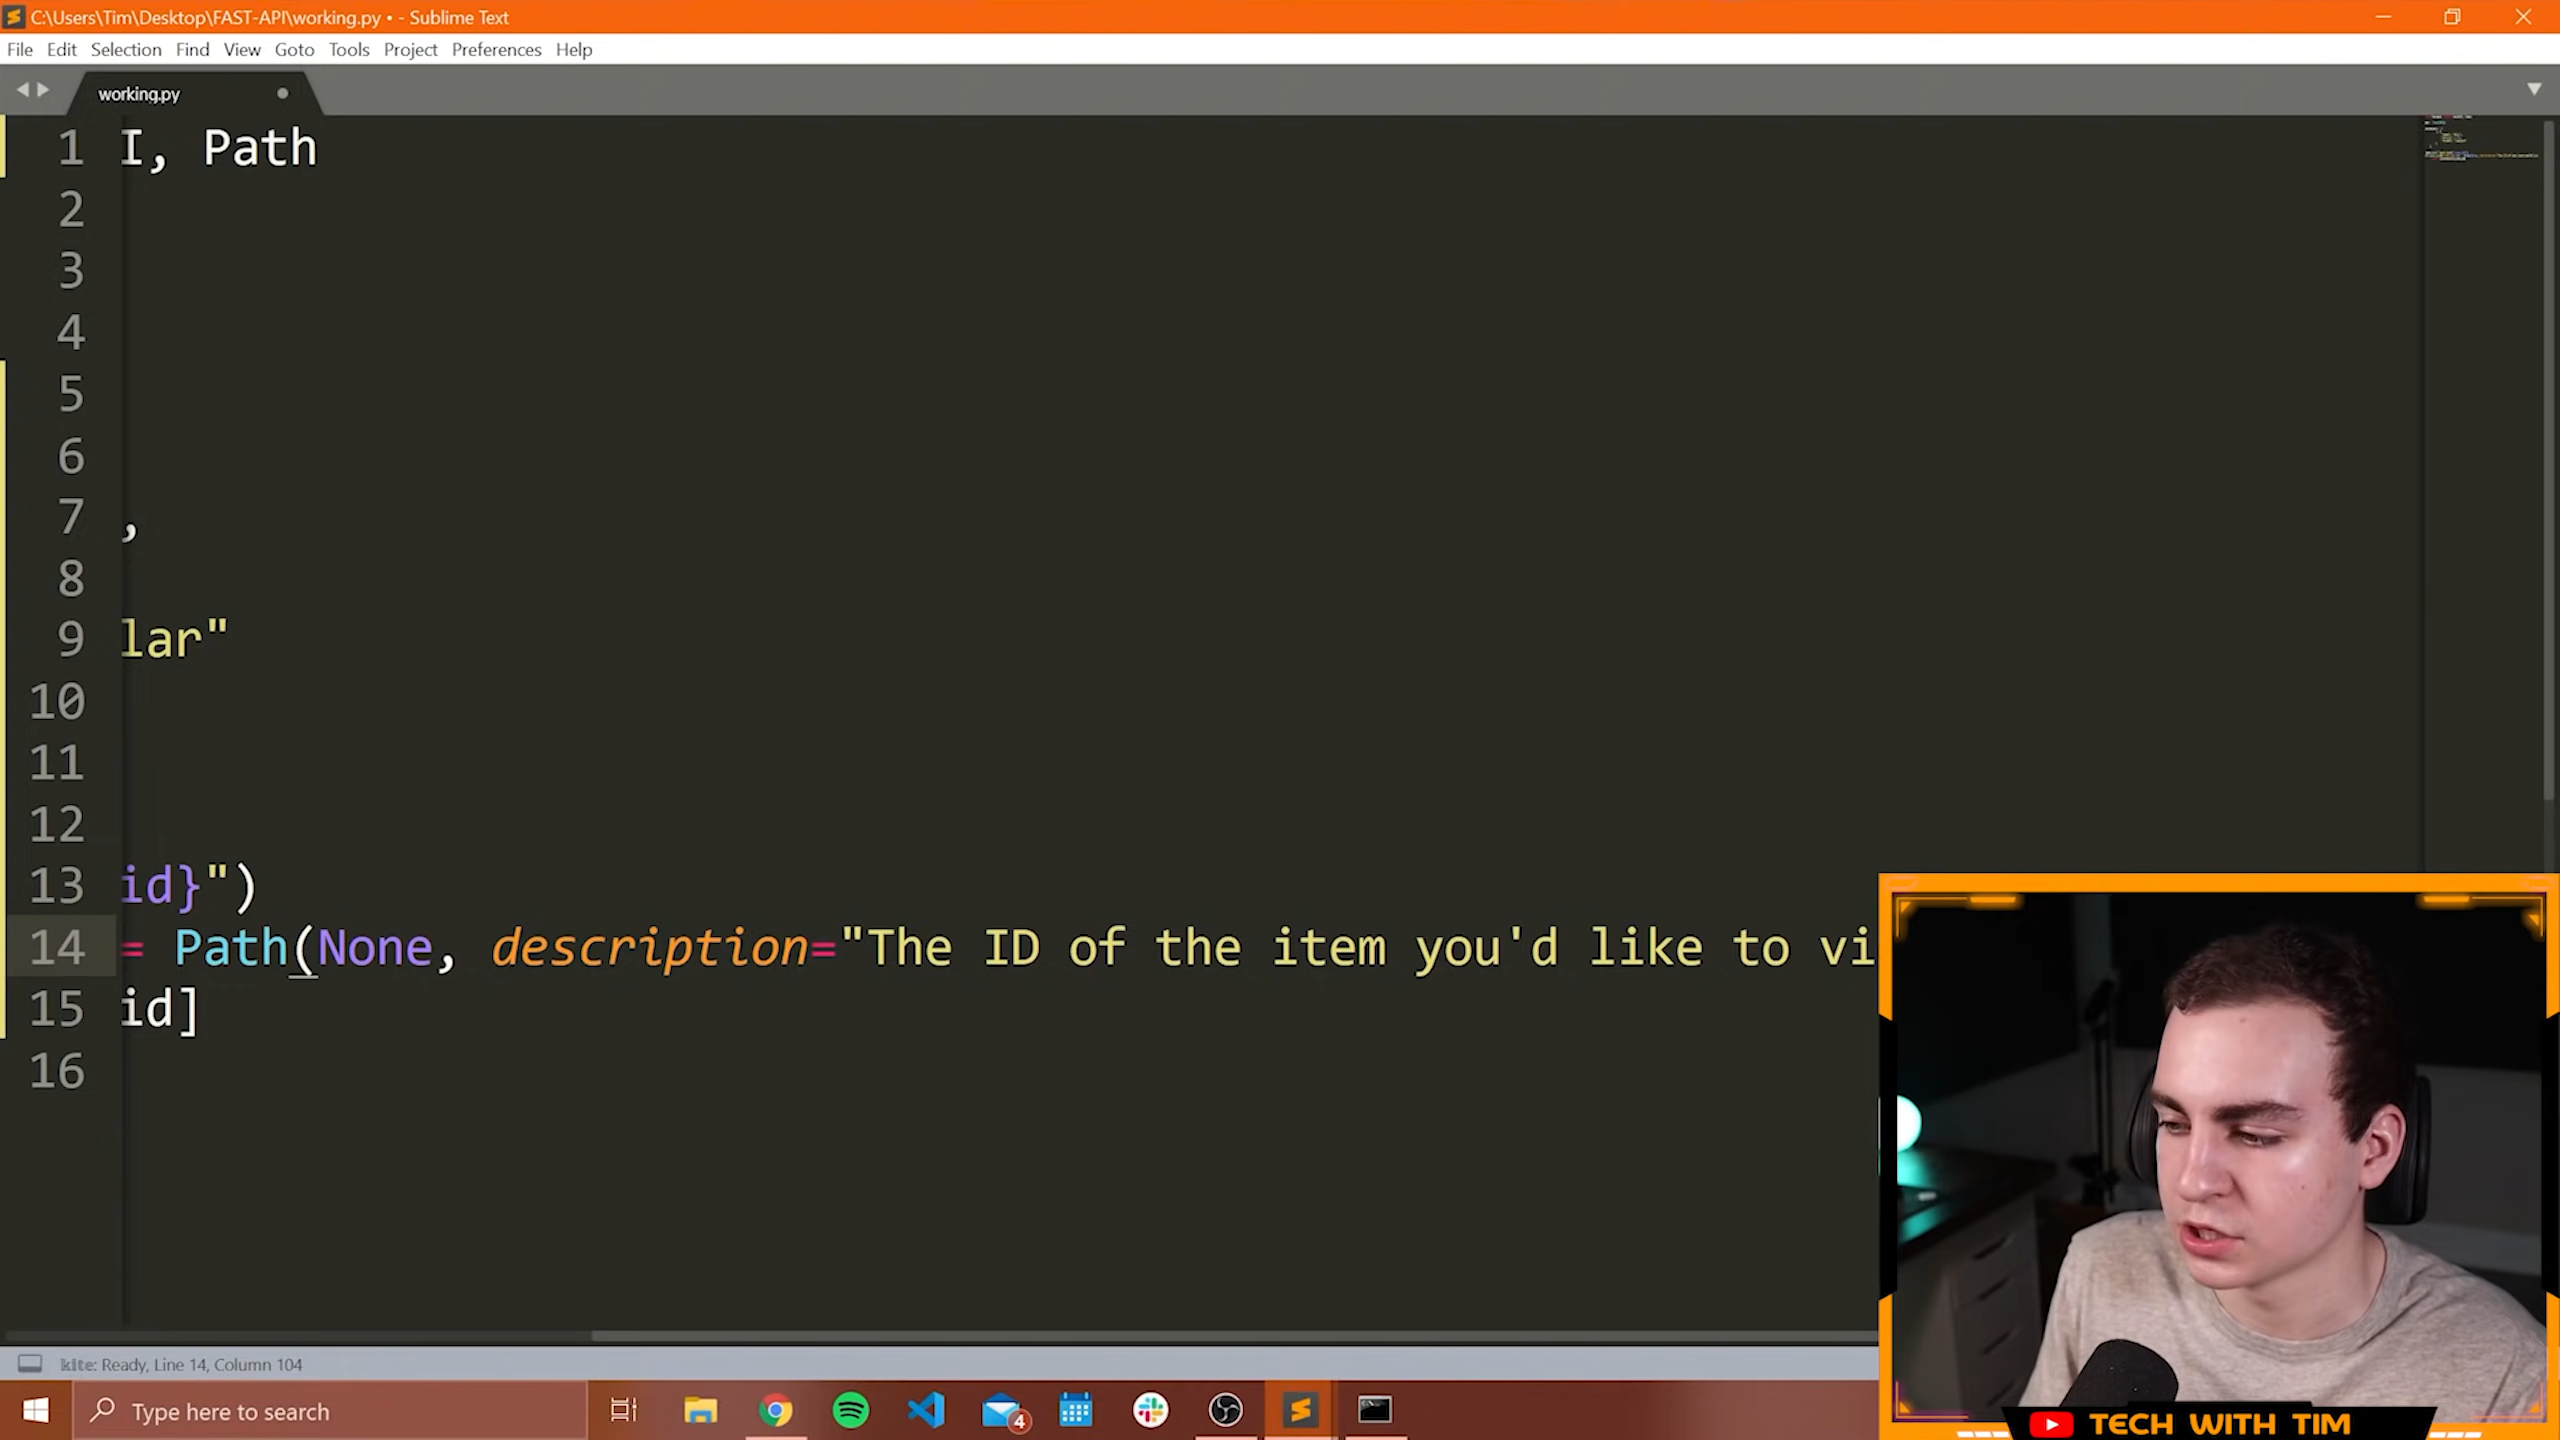 C:\Users\Tim\Desktop\FAST-API\working.py • - Sublime Text
File Edit Selection Find View Goto Tools Project Preferences Help
working.py
1 I, Path
2
3
4
5
6
7 ,
8
9 lar"
10
11
12
13 id}")
14 = Path(None, description="The ID of the item you'd like to vi
15 id]
16
kite: Ready, Line 14, Column 104
Type here to search
4
TECH WITH TIM